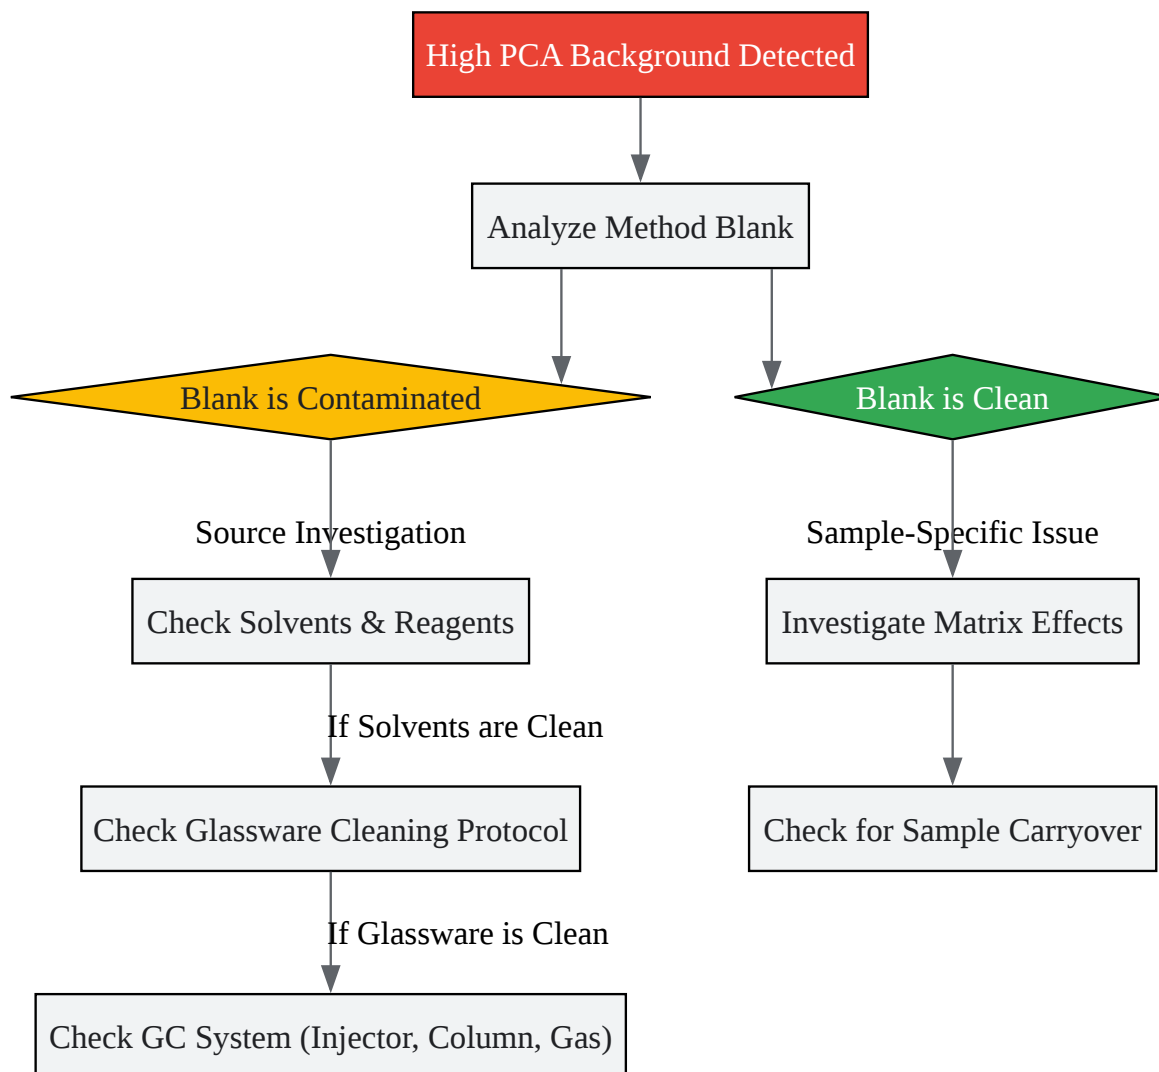 High PCA Background Detected
Analyze Method Blank
Blank is Contaminated
Blank is Clean
Source Investigation
Sample-Specific Issue
Check Solvents & Reagents
Investigate Matrix Effects
If Solvents are Clean
Check Glassware Cleaning Protocol
Check for Sample Carryover
If Glassware is Clean
Check GC System (Injector, Column, Gas)